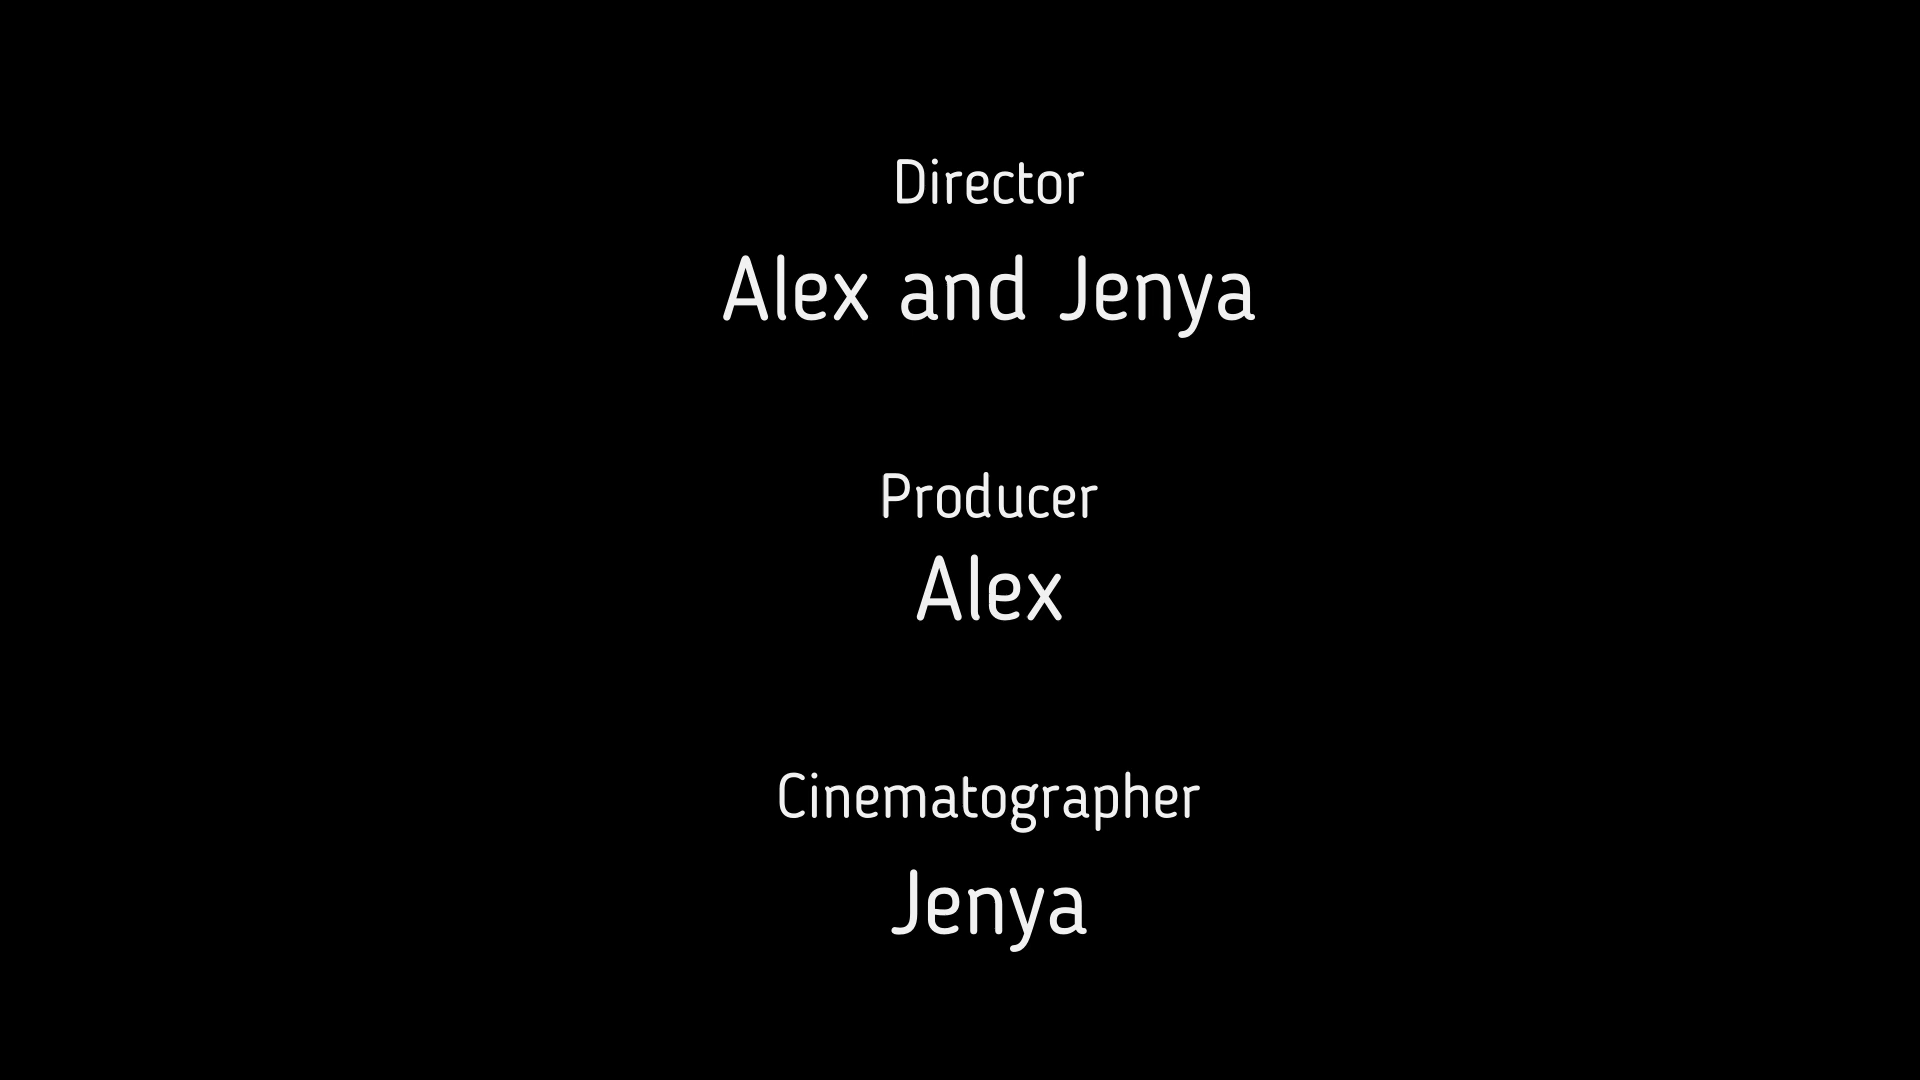 Director
Alex and Jenya
Producer
Alex
Cinematographer
Jenya